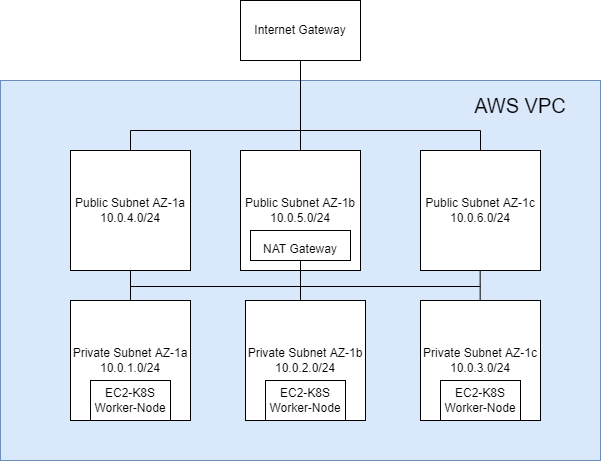 Internet Gateway
AWS VPC
Public Subnet AZ-1a
10.0.4.0/24
Public Subnet AZ-1b
10.0.5.0/24
NAT Gateway
Public Subnet AZ-1c
10.0.6.0/24
Private Subnet AZ-1a
10.0.1.0/24
EC2-K8S
Worker-Node
Private Subnet AZ-1b
10.0.2.0/24
EC2-K8S
Worker-Node
Private Subnet AZ-1c
10.0.3.0/24
EC2-K8S
Worker-Node